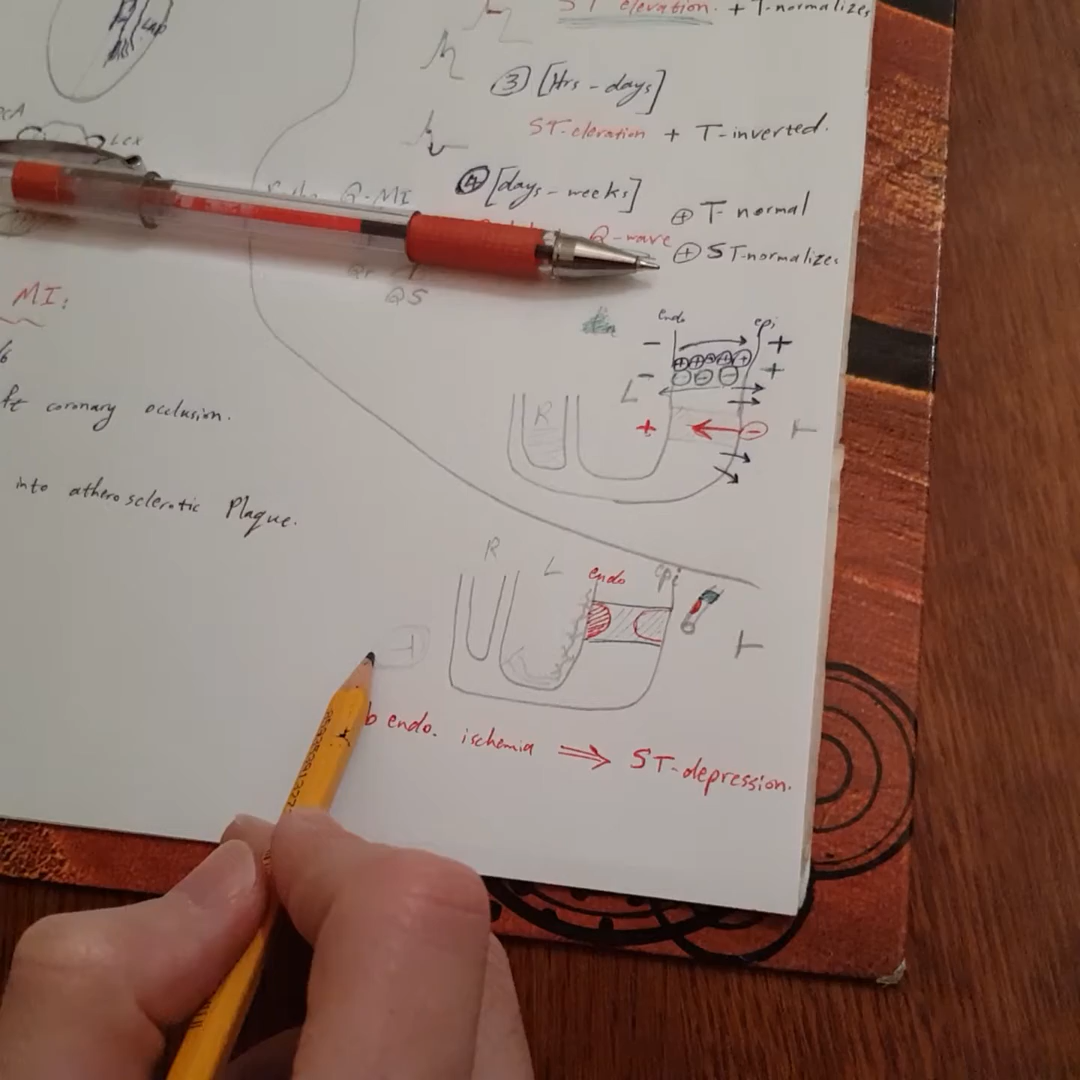 ST elevation. + T-normalizes
③ [Hrs - days]
LCX
ST-elevation + T-inverted.
④ [days - weeks]
Q-MI
⊕ T-normal
Q-wave
⊕ ST-normalizes
QS
MI:
endo epi
coronary occlusion.
L
R
into atherosclerotic Plaque.
R L endo epi
endo. ischemia ⇒ ST-depression.